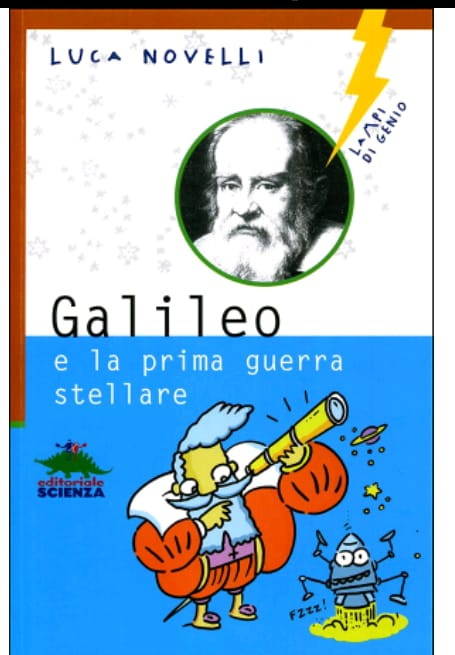 LUCA NOVELLI
LAMPI
DI GENIO
Galileo
e la prima guerra
stellare
editoriale
SCIENZA
FZZZ!